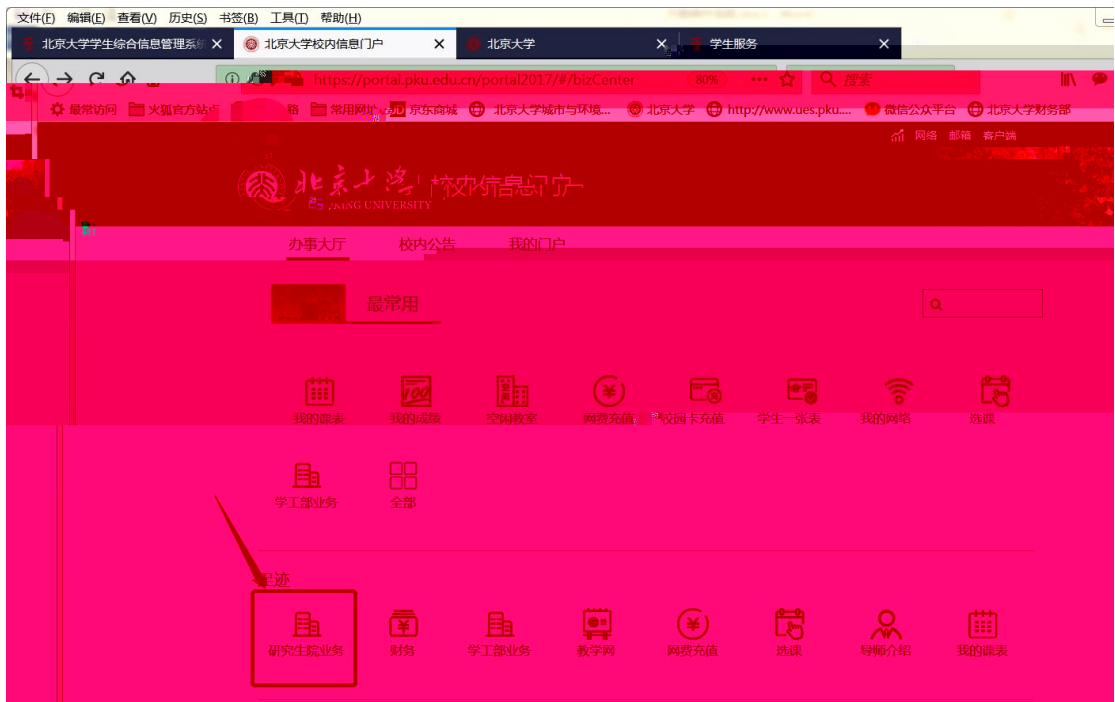 文件(F) 编辑(E) 查看(V) 历史(S) 书签(B) 工具(T) 帮助(H)
北京大学学生综合信息管理系统 北京大学校内信息门户 北京大学 学生服务
https://portal.pku.edu.cn/portal2017/#/bizCenter 80% 搜索
最常访问 火狐官方站点 常用网址 京东商城 北京大学城市与环境... 北京大学 http://www.ues.pku.... 微信公众平台 北京大学财务部
网络 邮箱 客户端
北京大学 校内信息门户
PEKING UNIVERSITY
办事大厅 校内公告 我的门户
最常用
我的课表 我的成绩 空闲教室 网费充值 校园卡充值 学生一张表 我的网络 选课
学工部业务 全部
足迹
研究生院业务 财务 学工部业务 教学网 网费充值 选课 导师介绍 我的课表